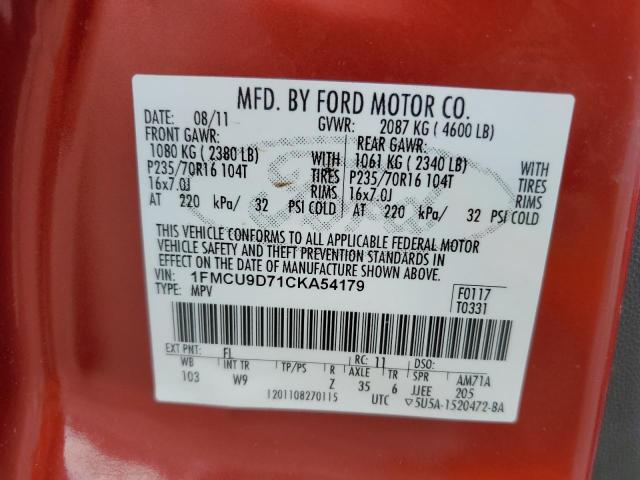 MFD. BY FORD MOTOR CO.
DATE: 08/11 GVWR: 2087 KG ( 4600 LB)
FRONT GAWR: REAR GAWR:
1080 KG ( 2380 LB) WITH 1061 KG ( 2340 LB) WITH
P235/70R16 104T TIRES P235/70R16 104T TIRES
16x7.0J RIMS 16x7.0J RIMS
AT 220 kPa/ 32 PSI COLD AT 220 kPa/ 32 PSI COLD
THIS VEHICLE CONFORMS TO ALL APPLICABLE FEDERAL MOTOR
VEHICLE SAFETY AND THEFT PREVENTION STANDARDS IN
EFFECT ON THE DATE OF MANUFACTURE SHOWN ABOVE.
VIN: 1FMCU9D71CKA54179 F0117
TYPE: MPV T0331
EXT PNT: FL RC: 11 DSO:
WB INT TR TP/PS R AXLE TR SPR AM71A
103 W9 Z 35 6 JJEE 205
1201108270115 UTC ▽5U5A-1520472-BA